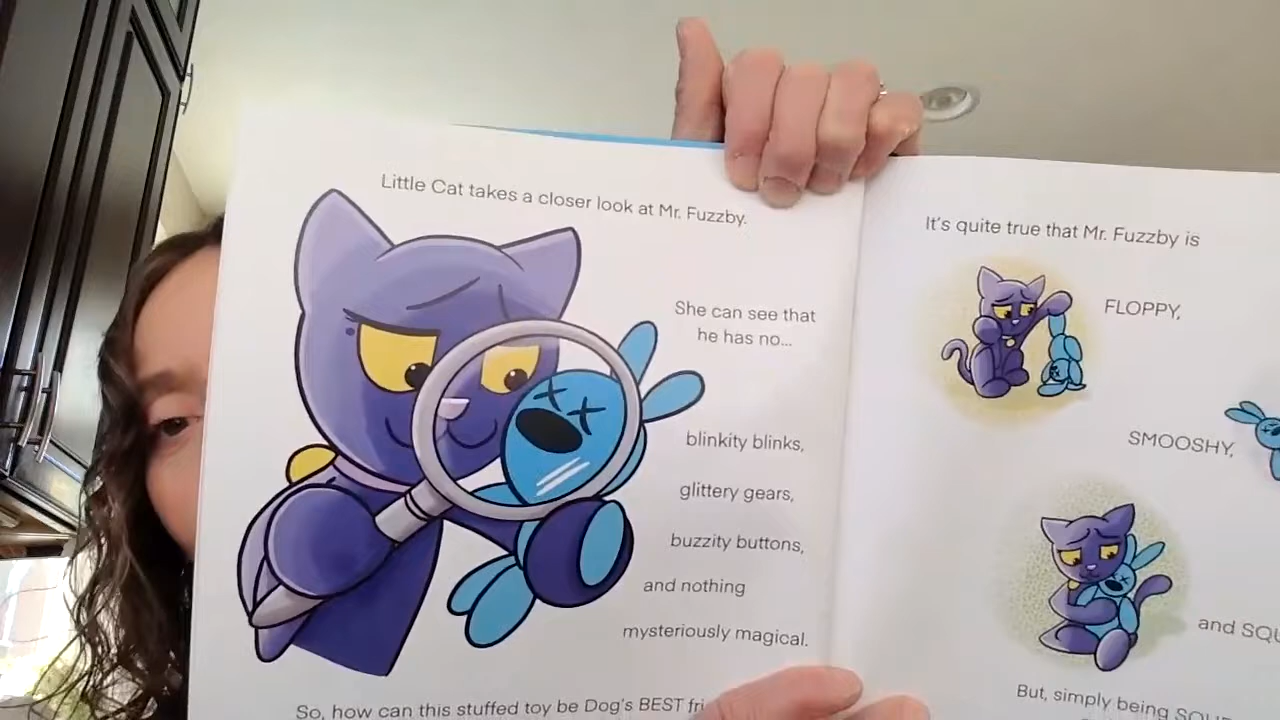 Little Cat takes a closer look at Mr. Fuzzby.
She can see that
he has no...
blinkity blinks,
glittery gears,
buzzity buttons,
and nothing
mysteriously magical.
So, how can this stuffed toy be Dog's BEST
It's quite true that Mr. Fuzzby is
FLOPPY,
SMOOSHY,
and
But, simply being